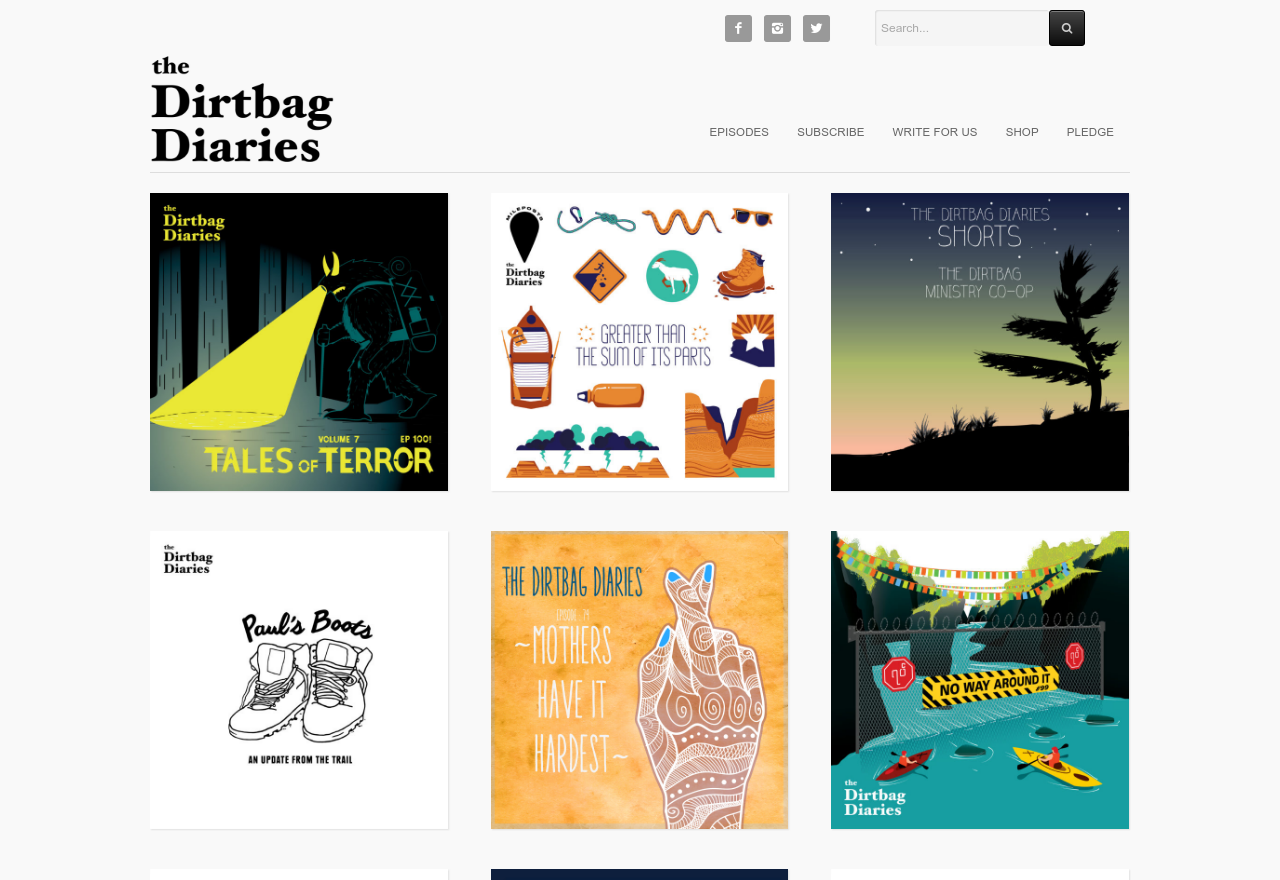 Search...
the
Dirtbag
Diaries
EPISODES
SUBSCRIBE
WRITE FOR US
SHOP
PLEDGE
the
Dirtbag
Diaries
VOLUME 7
EP 100!
TALES OF TERROR
MILEPOSTS
the
Dirtbag
Diaries
GREATER THAN
THE SUM OF ITS PARTS
THE DIRTBAG DIARIES
SHORTS
THE DIRTBAG
MINISTRY CO-OP
the
Dirtbag
Diaries
Paul's Boots
AN UPDATE FROM THE TRAIL
THE DIRTBAG DIARIES
EPISODE 79
~MOTHERS
HAVE IT
HARDEST~
NO WAY AROUND IT
#99
the
Dirtbag
Diaries